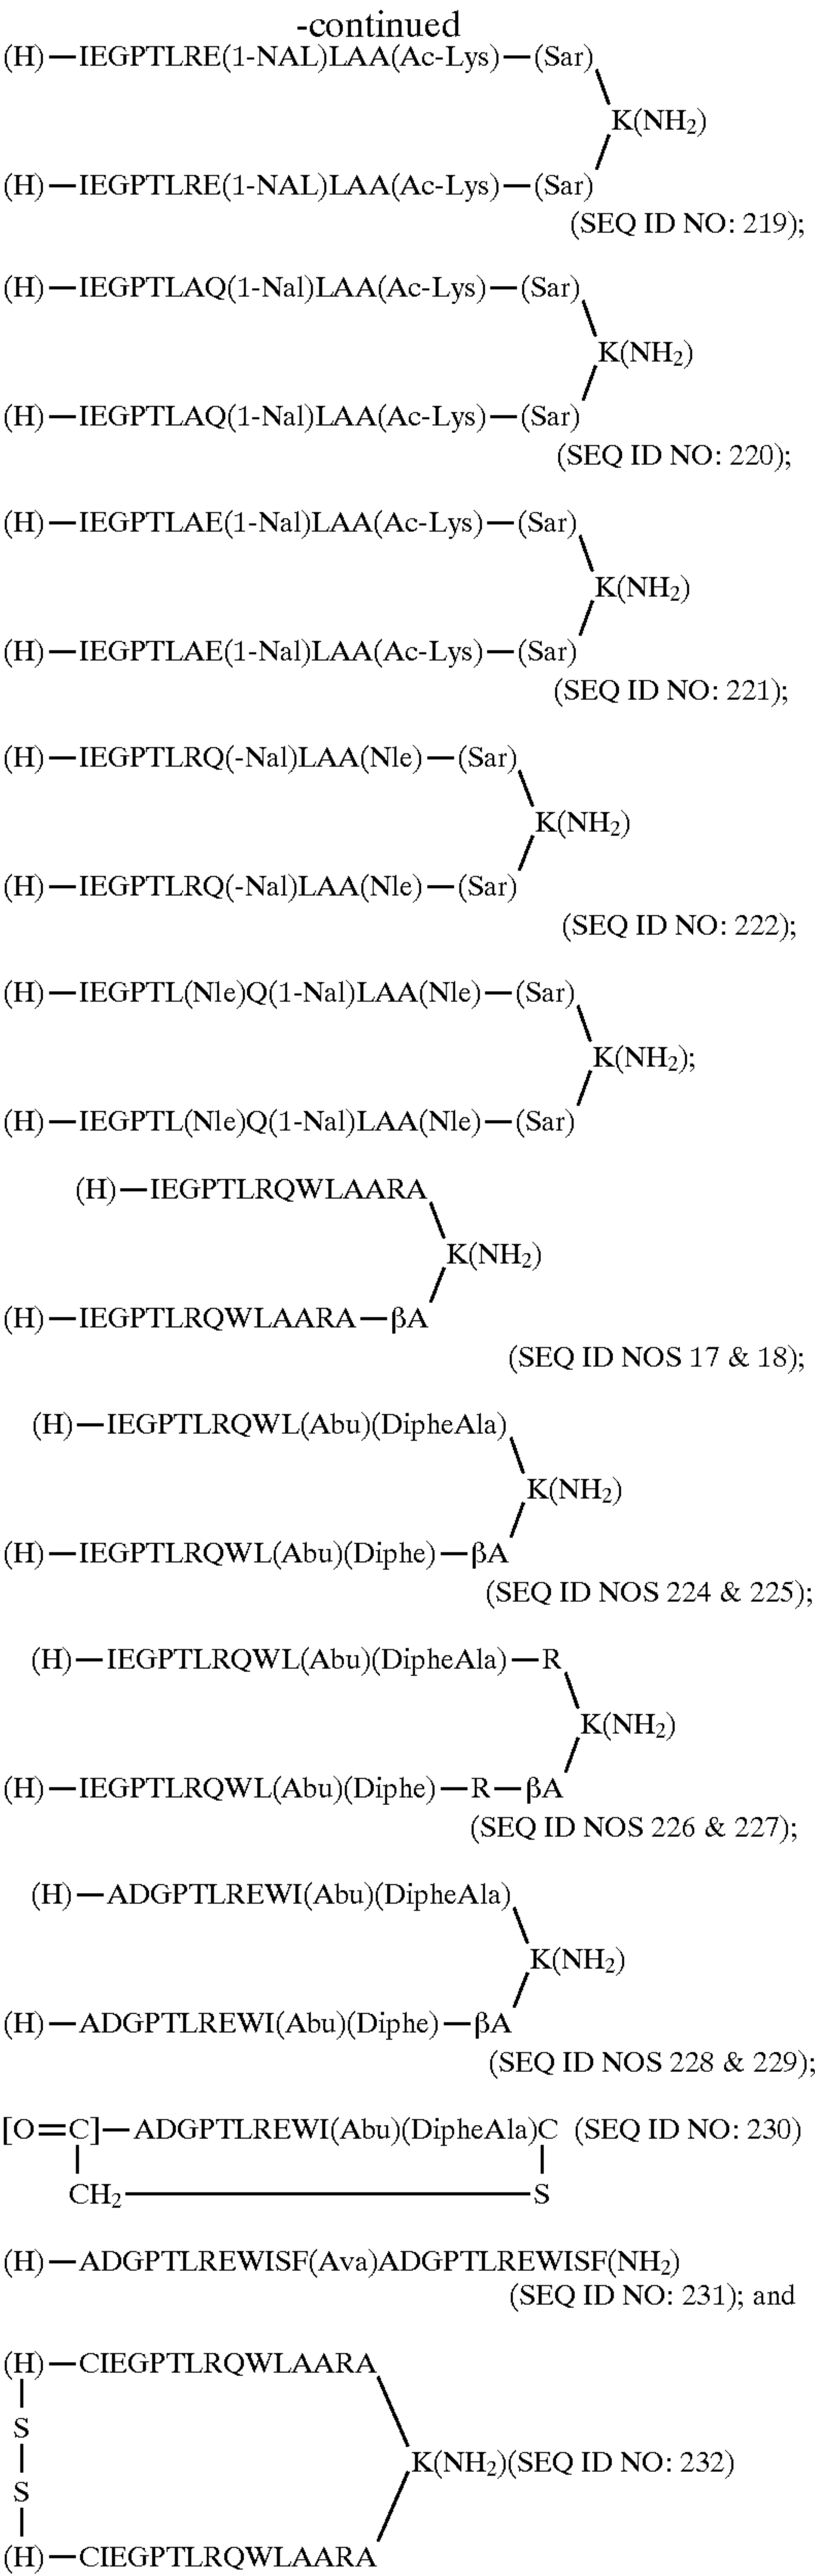 -continued
(H)—IEGPTLRE(1-NAL)LAA(Ac-Lys)—(Sar)
K(NH₂)
(H)—IEGPTLRE(1-NAL)LAA(Ac-Lys)—(Sar)
(SEQ ID NO: 219);
(H)—IEGPTLAQ(1-Nal)LAA(Ac-Lys)—(Sar)
K(NH₂)
(H)—IEGPTLAQ(1-Nal)LAA(Ac-Lys)—(Sar)
(SEQ ID NO: 220);
(H)—IEGPTLAE(1-Nal)LAA(Ac-Lys)—(Sar)
K(NH₂)
(H)—IEGPTLAE(1-Nal)LAA(Ac-Lys)—(Sar)
(SEQ ID NO: 221);
(H)—IEGPTLRQ(-Nal)LAA(Nle)—(Sar)
K(NH₂)
(H)—IEGPTLRQ(-Nal)LAA(Nle)—(Sar)
(SEQ ID NO: 222);
(H)—IEGPTL(Nle)Q(1-Nal)LAA(Nle)—(Sar)
K(NH₂);
(H)—IEGPTL(Nle)Q(1-Nal)LAA(Nle)—(Sar)
(H)—IEGPTLRQWLAARA
K(NH₂)
(H)—IEGPTLRQWLAARA—βA
(SEQ ID NOS 17 & 18);
(H)—IEGPTLRQWL(Abu)(DipheAla)
K(NH₂)
(H)—IEGPTLRQWL(Abu)(Diphe)—βA
(SEQ ID NOS 224 & 225);
(H)—IEGPTLRQWL(Abu)(DipheAla)—R
K(NH₂)
(H)—IEGPTLRQWL(Abu)(Diphe)—R—βA
(SEQ ID NOS 226 & 227);
(H)—ADGPTLREWI(Abu)(DipheAla)
K(NH₂)
(H)—ADGPTLREWI(Abu)(Diphe)—βA
(SEQ ID NOS 228 & 229);
[O=C]—ADGPTLREWI(Abu)(DipheAla)C (SEQ ID NO: 230)
CH₂ S
(H)—ADGPTLREWISF(Ava)ADGPTLREWISF(NH₂)
(SEQ ID NO: 231); and
(H)—CIEGPTLRQWLAARA
S
K(NH₂)(SEQ ID NO: 232)
S
(H)—CIEGPTLRQWLAARA